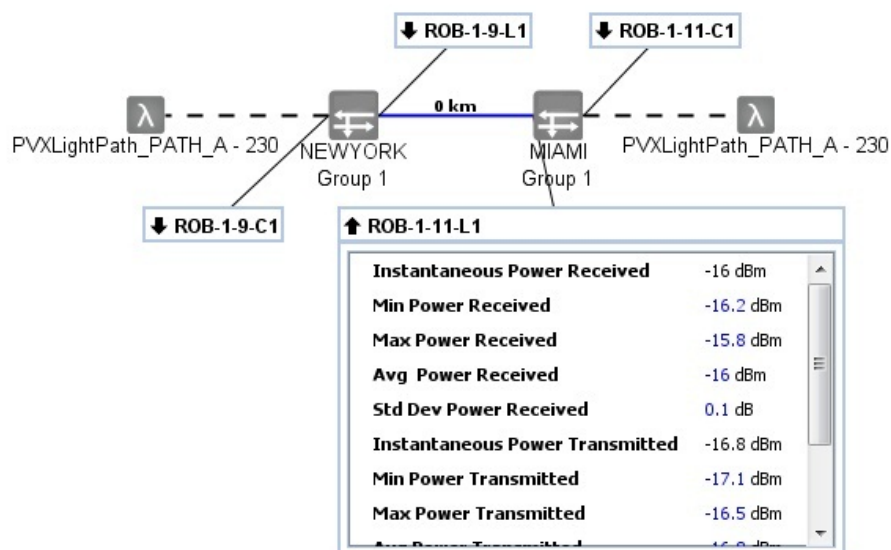 ROB-1-9-L1
ROB-1-11-C1
0 km
λ
λ
PVXLightPath_PATH_A - 230
NEWYORK
Group 1
MIAMI
Group 1
PVXLightPath_PATH_A - 230
ROB-1-9-C1
ROB-1-11-L1
Instantaneous Power Received -16 dBm
Min Power Received -16.2 dBm
Max Power Received -15.8 dBm
Avg Power Received -16 dBm
Std Dev Power Received 0.1 dB
Instantaneous Power Transmitted -16.8 dBm
Min Power Transmitted -17.1 dBm
Max Power Transmitted -16.5 dBm
Avg Power Transmitted